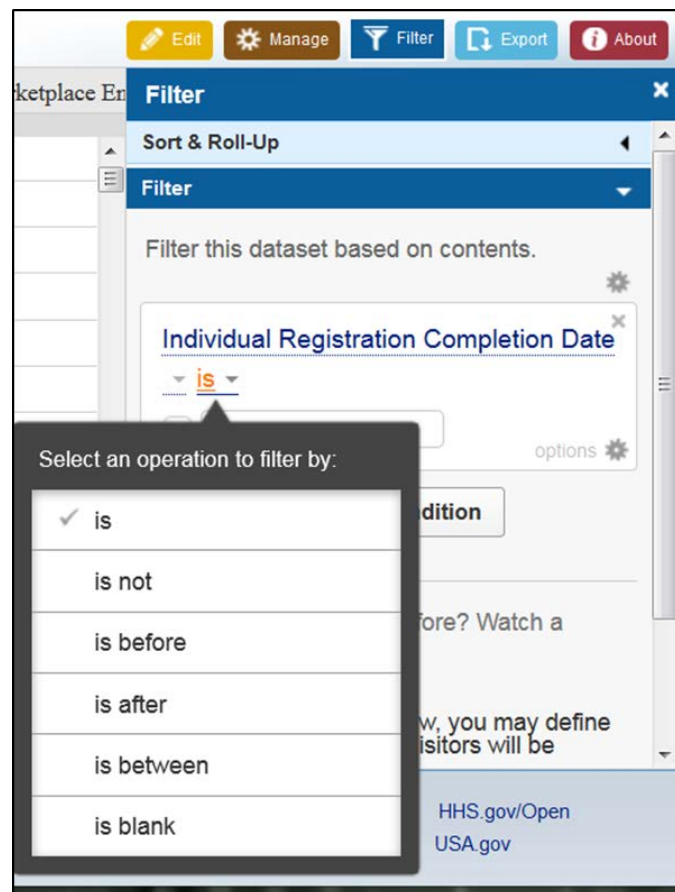 Edit Manage Filter Export About
ketplace En
Filter
Sort & Roll-Up
Filter
Filter this dataset based on contents.
Individual Registration Completion Date
is
options
Select an operation to filter by:
is
is not
is before
is after
is between
is blank
dition
fore? Watch a
w, you may define
isitors will be
HHS.gov/Open
USA.gov